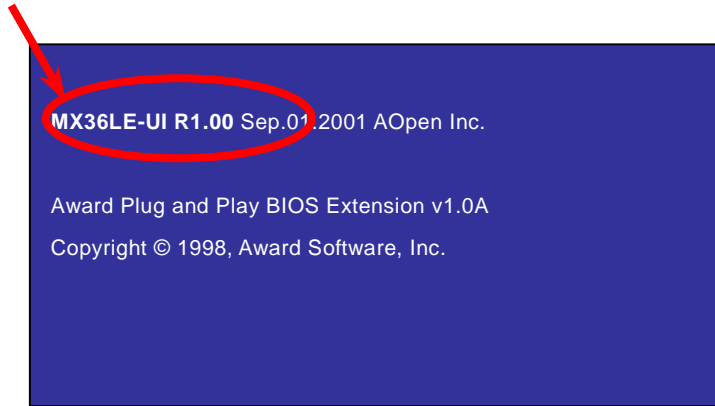 MX36LE-UI R1.00 Sep.01.2001 AOpen Inc.
Award Plug and Play BIOS Extension v1.0A
Copyright © 1998, Award Software, Inc.